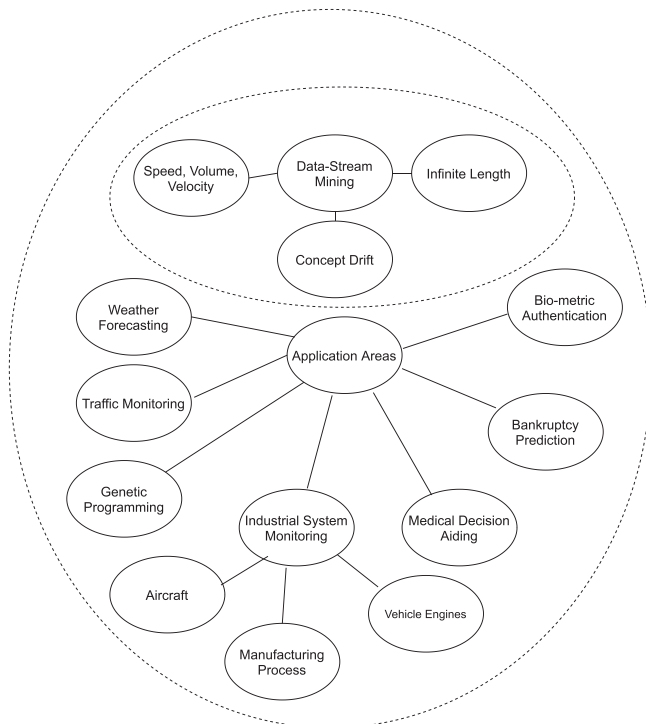 Speed, Volume,
Velocity
Data-Stream
Mining
Infinite Length
Concept Drift
Weather
Forecasting
Bio-metric
Authentication
Application Areas
Traffic Monitoring
Bankruptcy
Prediction
Genetic
Programming
Industrial System
Monitoring
Medical Decision
Aiding
Aircraft
Vehicle Engines
Manufacturing
Process